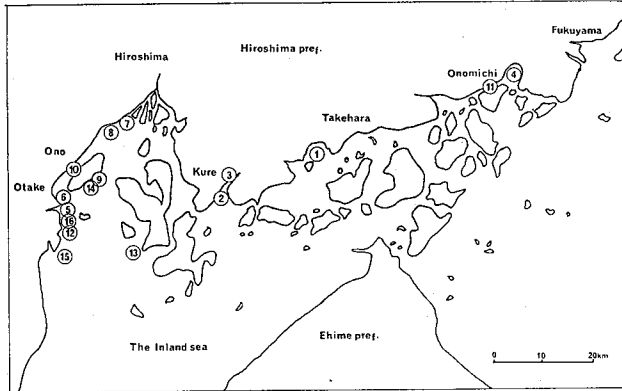 Fukuyama
Hiroshima pref.
Hiroshima
Onomichi
4
11
Takehara
7
8
Ono
1
10
Kure
3
9
14
Otake
6
2
5
16
12
13
15
The Inland sea
Ehime pref.
0 10 20km